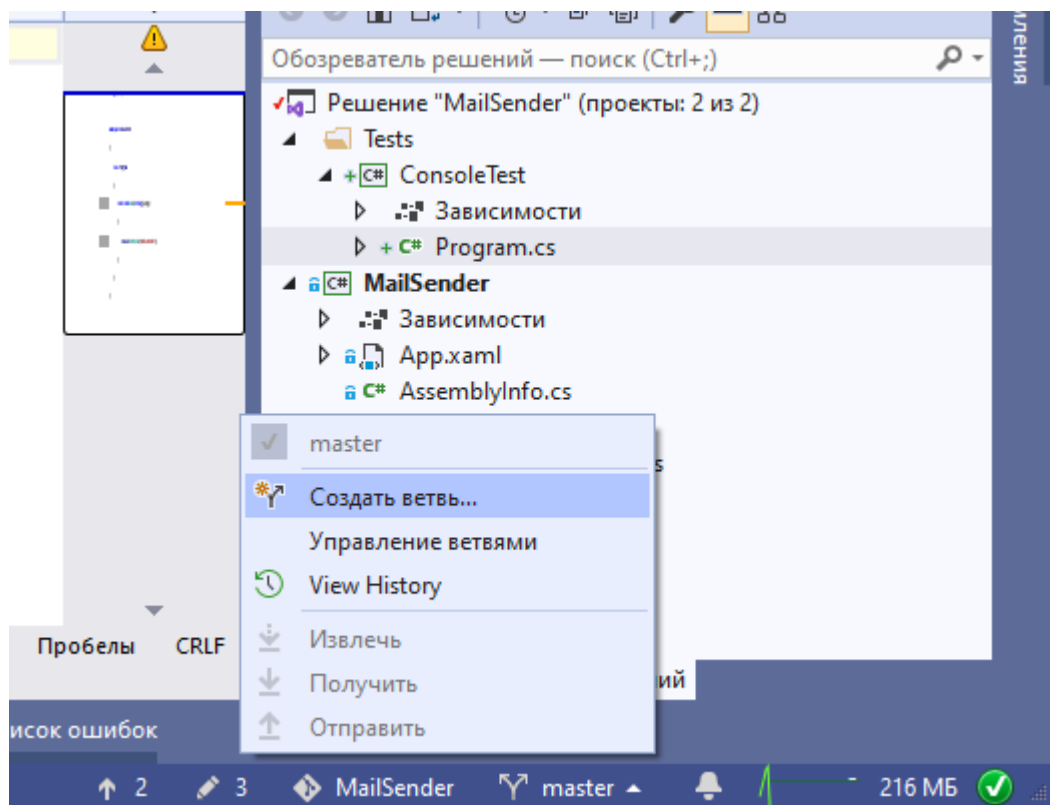 Обозреватель решений — поиск (Ctrl+;)
Решение "MailSender" (проекты: 2 из 2)
Tests
C# ConsoleTest
Зависимости
C# Program.cs
C# MailSender
Зависимости
App.xaml
C# AssemblyInfo.cs
master
s
Создать ветвь...
Управление ветвями
View History
Пробелы CRLF
Извлечь
Получить
ий
Отправить
исок ошибок
2 3 MailSender master 216 МБ
мления